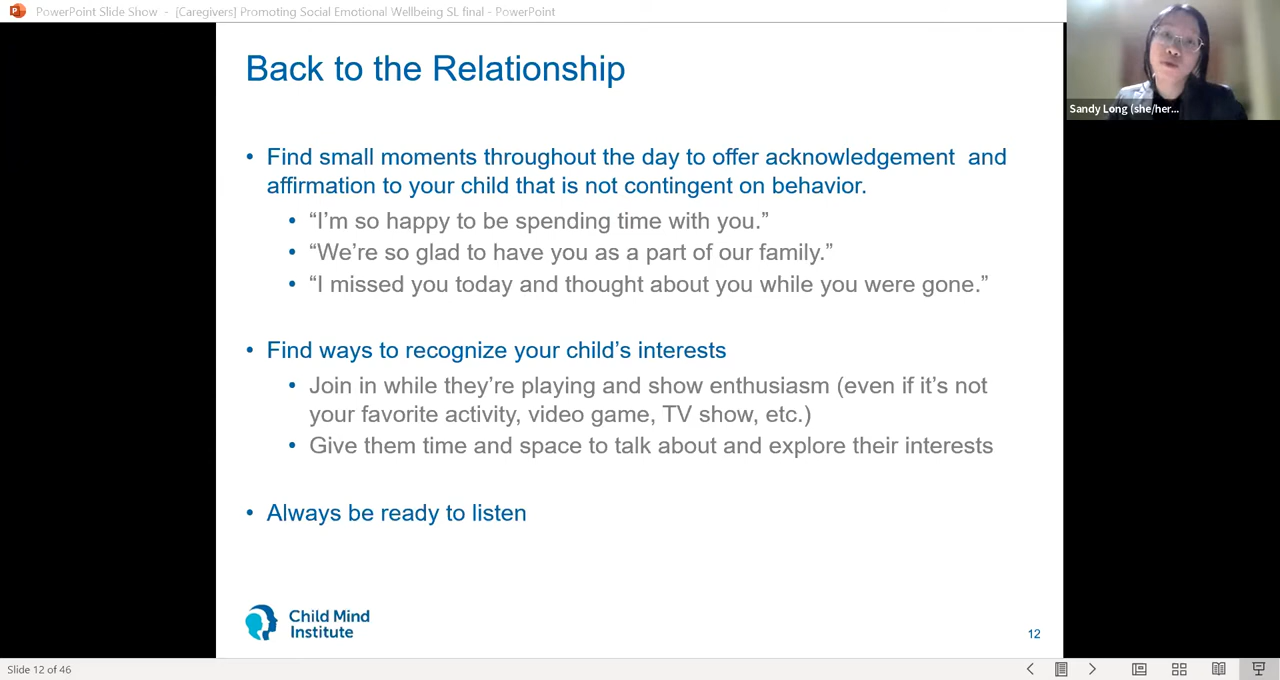 PowerPoint Slide Show - [Caregivers] Promoting Social Emotional Wellbeing SL final - PowerPoint
Sandy Long (she/her...
Back to the Relationship
• Find small moments throughout the day to offer acknowledgement and
affirmation to your child that is not contingent on behavior.
• “I’m so happy to be spending time with you.”
• “We’re so glad to have you as a part of our family.”
• “I missed you today and thought about you while you were gone.”
• Find ways to recognize your child’s interests
• Join in while they’re playing and show enthusiasm (even if it’s not
your favorite activity, video game, TV show, etc.)
• Give them time and space to talk about and explore their interests
• Always be ready to listen
Child Mind
Institute
12
Slide 12 of 46